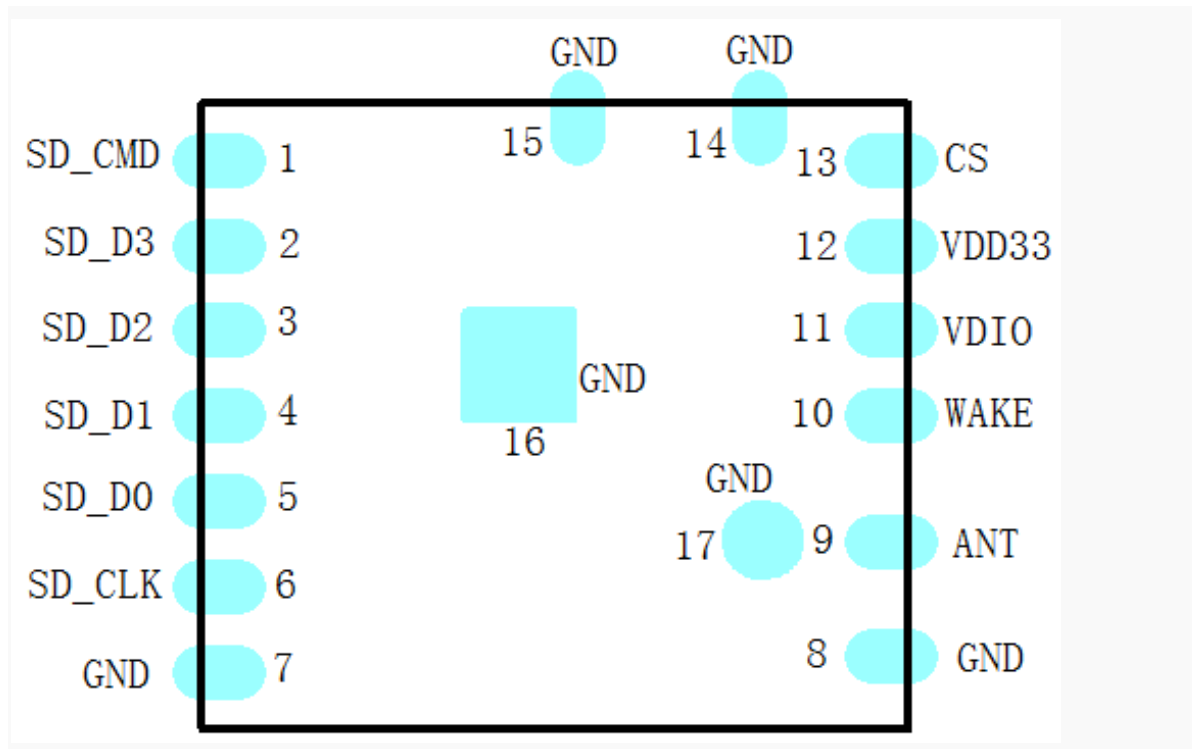 GND GND
SD_CMD 1 15 14 13 CS
SD_D3 2 12 VDD33
SD_D2 3 11 VDIO
GND
SD_D1 4 10 WAKE
16
GND
SD_D0 5
17 9 ANT
SD_CLK 6
GND 7 8 GND